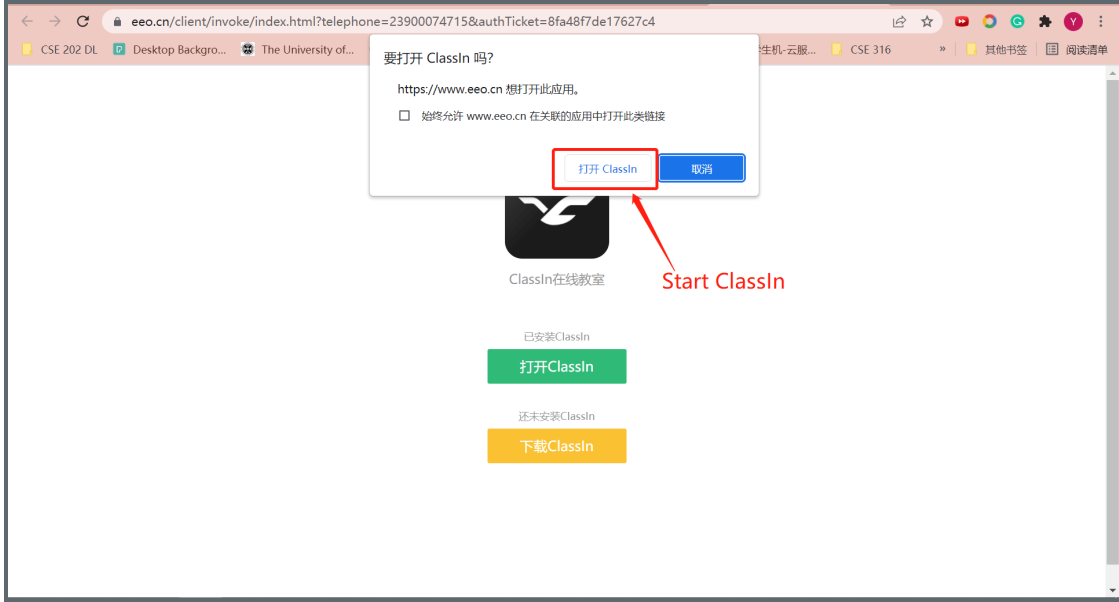 eeo.cn/client/invoke/index.html?telephone=23900074715&authTicket=8fa48f7de17627c4
Y
CSE 202 DL
Desktop Backgro...
The University of...
生机-云服...
CSE 316
»
其他书签
阅读清单
要打开 ClassIn 吗?
https://www.eeo.cn 想打开此应用。
始终允许 www.eeo.cn 在关联的应用中打开此类链接
打开 ClassIn
取消
Start ClassIn
ClassIn在线教室
已安装ClassIn
打开ClassIn
还未安装ClassIn
下载ClassIn